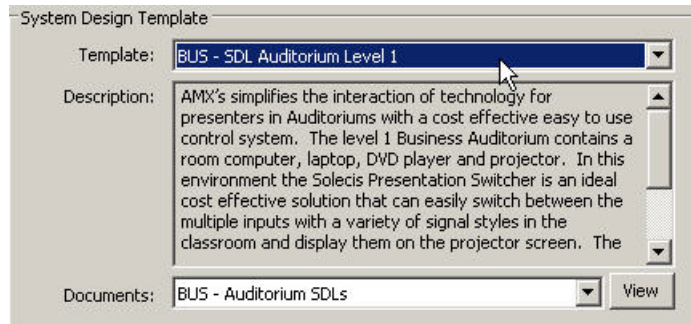 System Design Template
Template: BUS - SDL Auditorium Level 1
Description: AMX's simplifies the interaction of technology for
presenters in Auditoriums with a cost effective easy to use
control system. The level 1 Business Auditorium contains a
room computer, laptop, DVD player and projector. In this
environment the Solecis Presentation Switcher is an ideal
cost effective solution that can easily switch between the
multiple inputs with a variety of signal styles in the
classroom and display them on the projector screen. The
Documents: BUS - Auditorium SDLs View